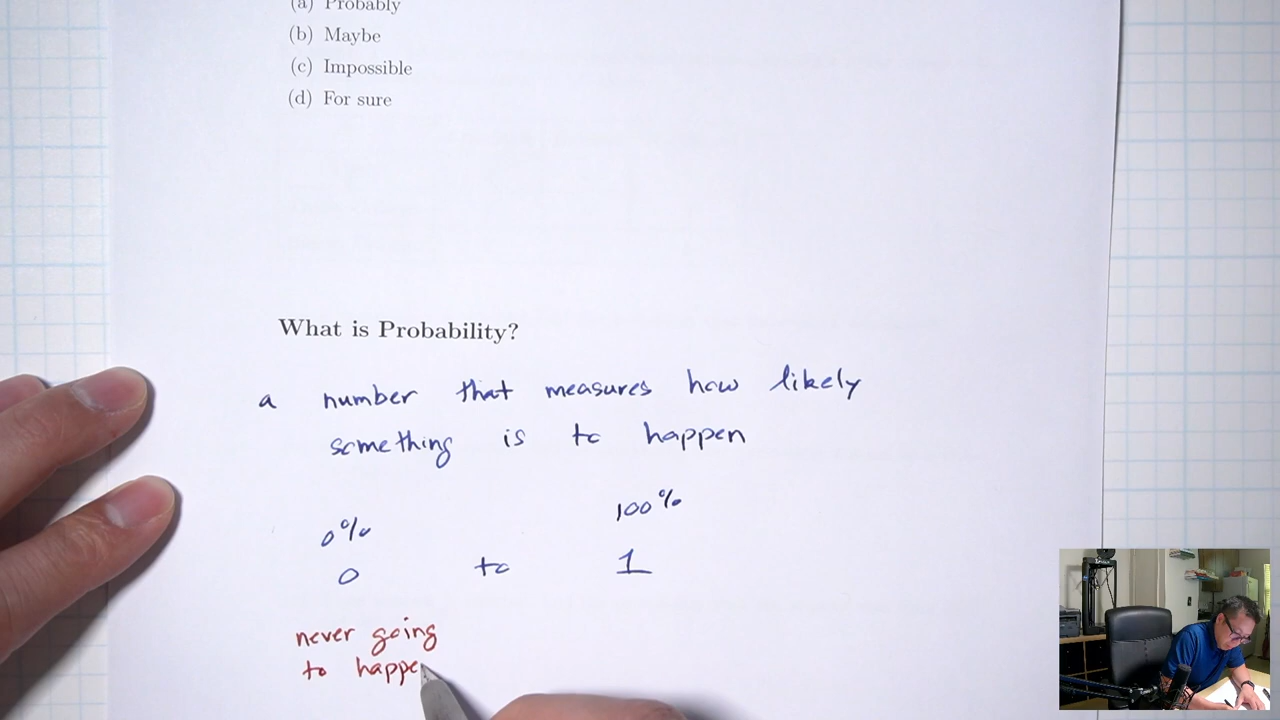 (a) Probably
(b) Maybe
(c) Impossible
(d) For sure
What is Probability?
a number that measures how likely
something is to happen
0% 100%
0 to 1
never going
to happe